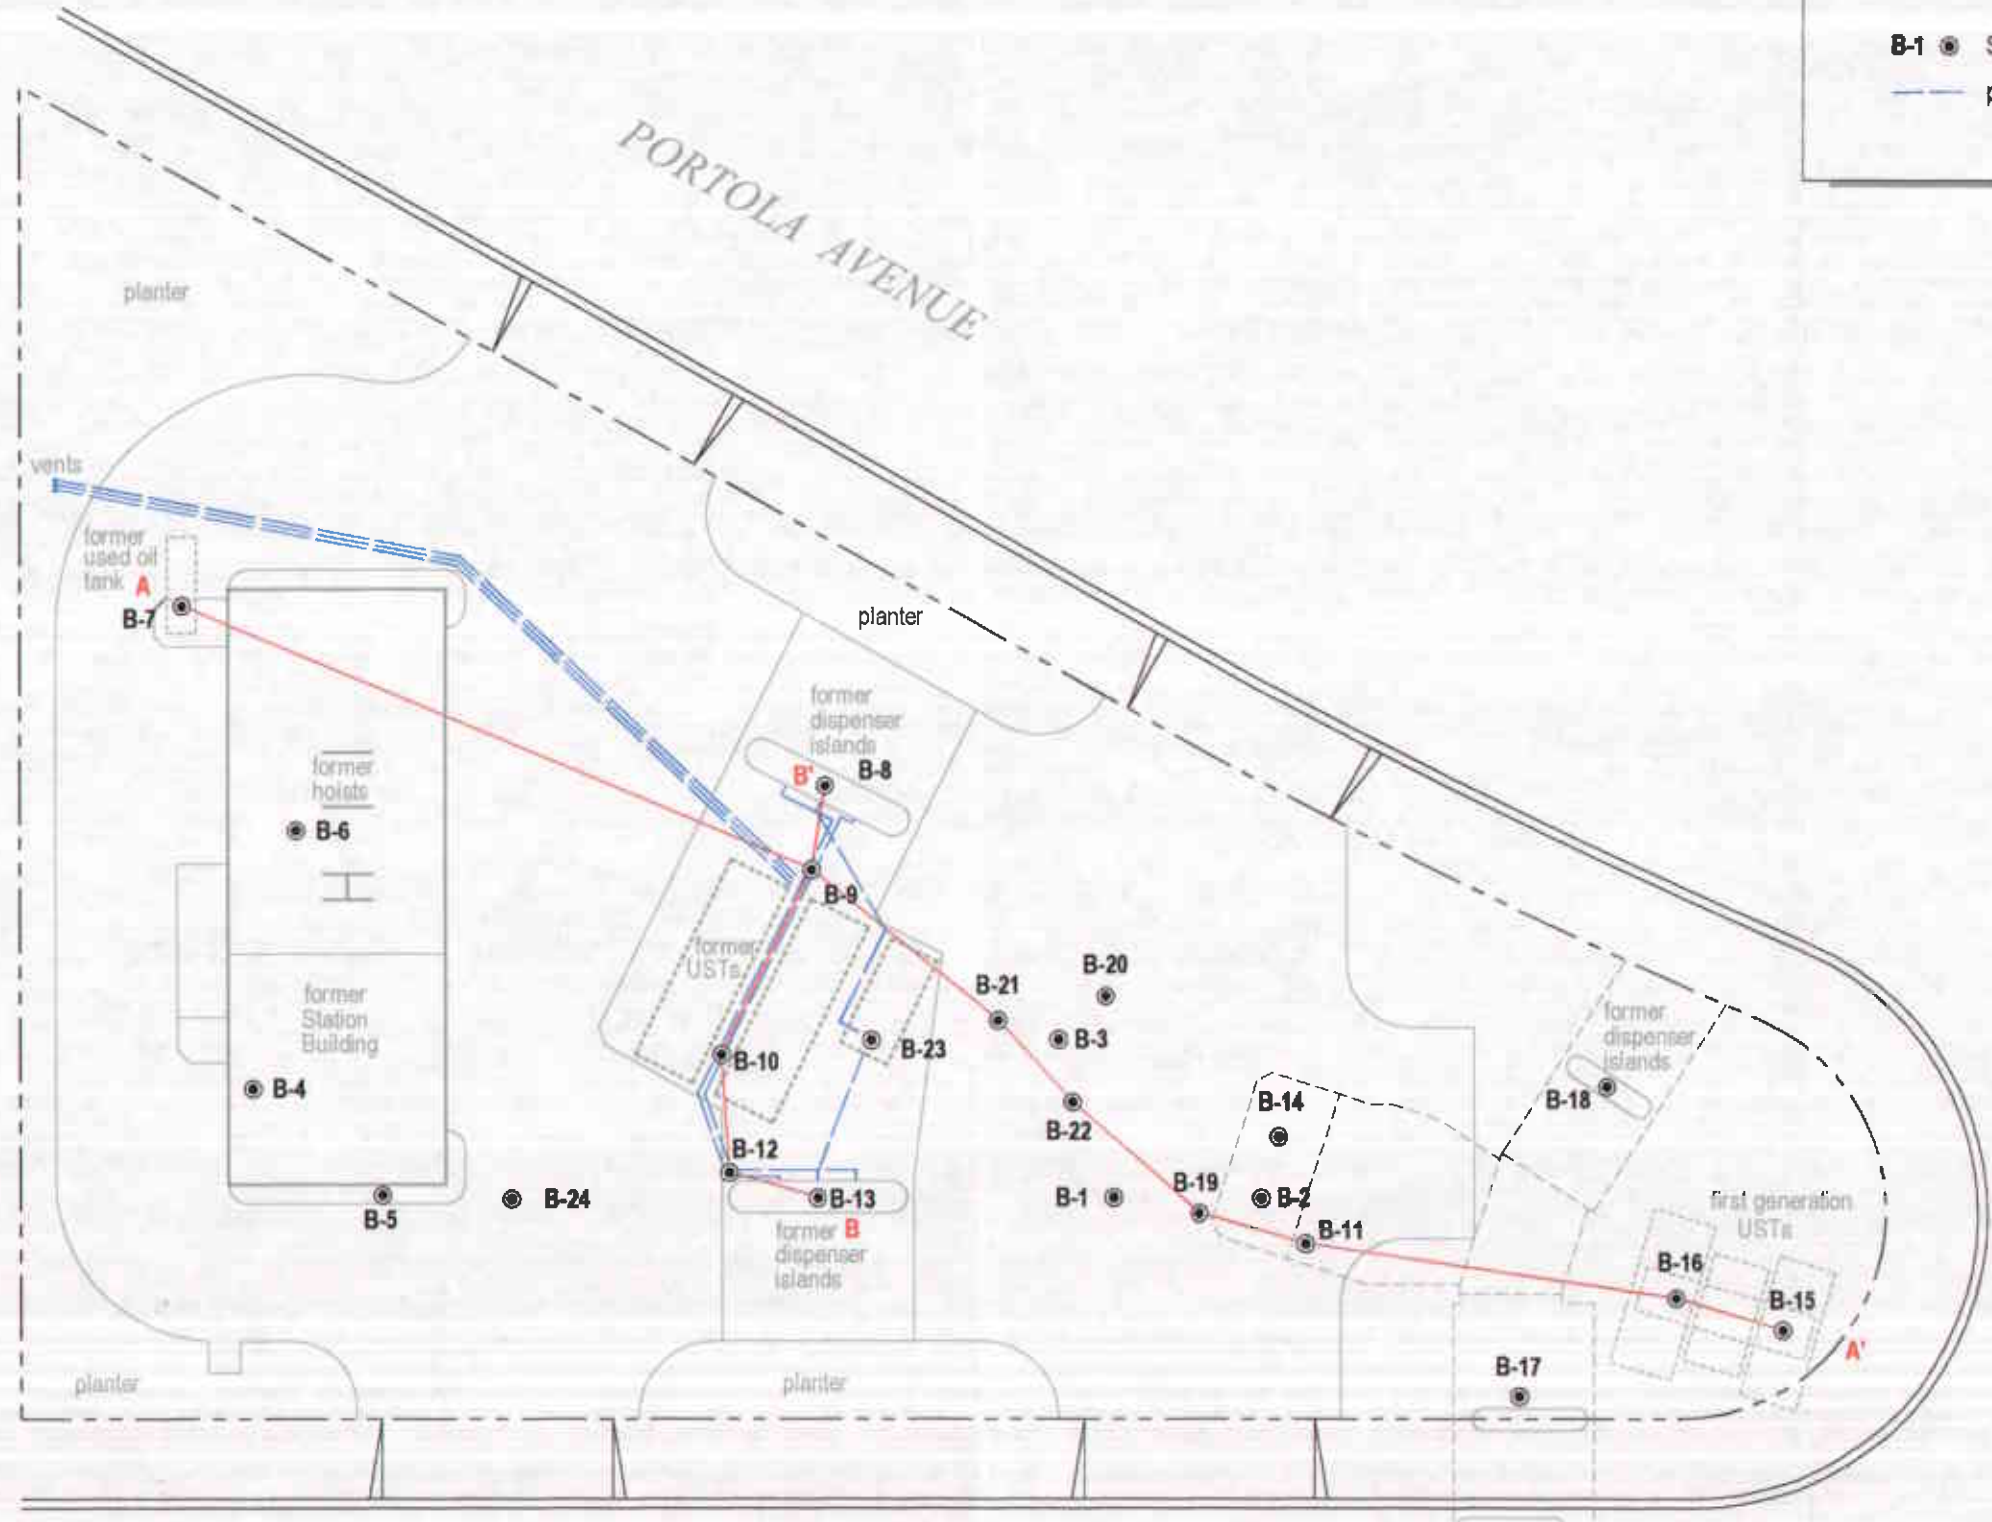 B-1 S
p
PORTOLA AVENUE
planter
vents
former
used oil
tank
A
B-7
planter
former
dispenser
islands
B'
B-8
former
hoists
B-6
B-9
former
USTs
B-20
B-21
former
Station
Building
former
dispenser
islands
B-3
B-23
B-10
B-4
B-18
B-14
B-22
B-12
B-19
B-1
B-2
B-13
B-24
B-5
B-11
first generation
USTs
former B
dispenser
islands
B-16
B-15
A'
B-17
planter
planter